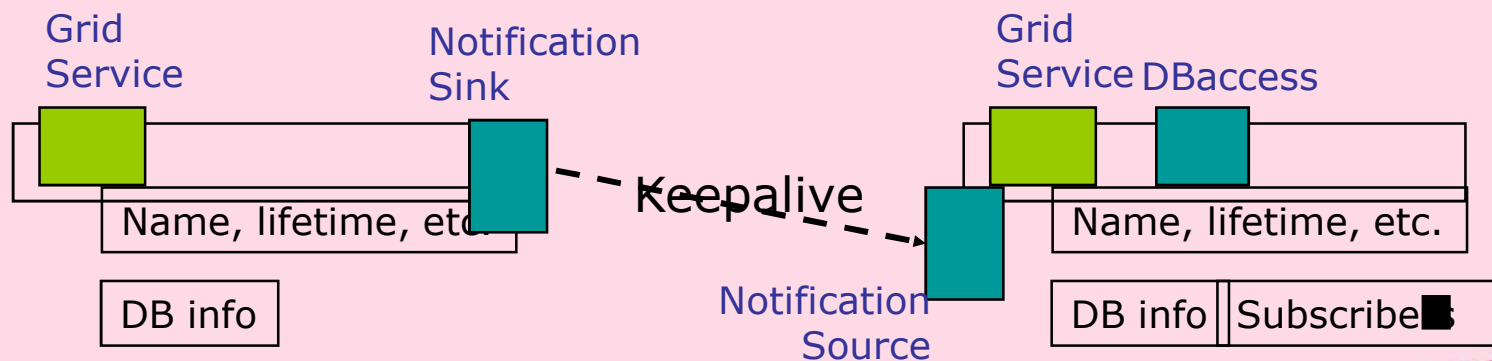 Grid
Service
Notification
Sink
Name, lifetime, etc.
DB info
Keepalive
Notification
Source
Grid
Service
DBaccess
Name, lifetime, etc.
DB info
Subscribers